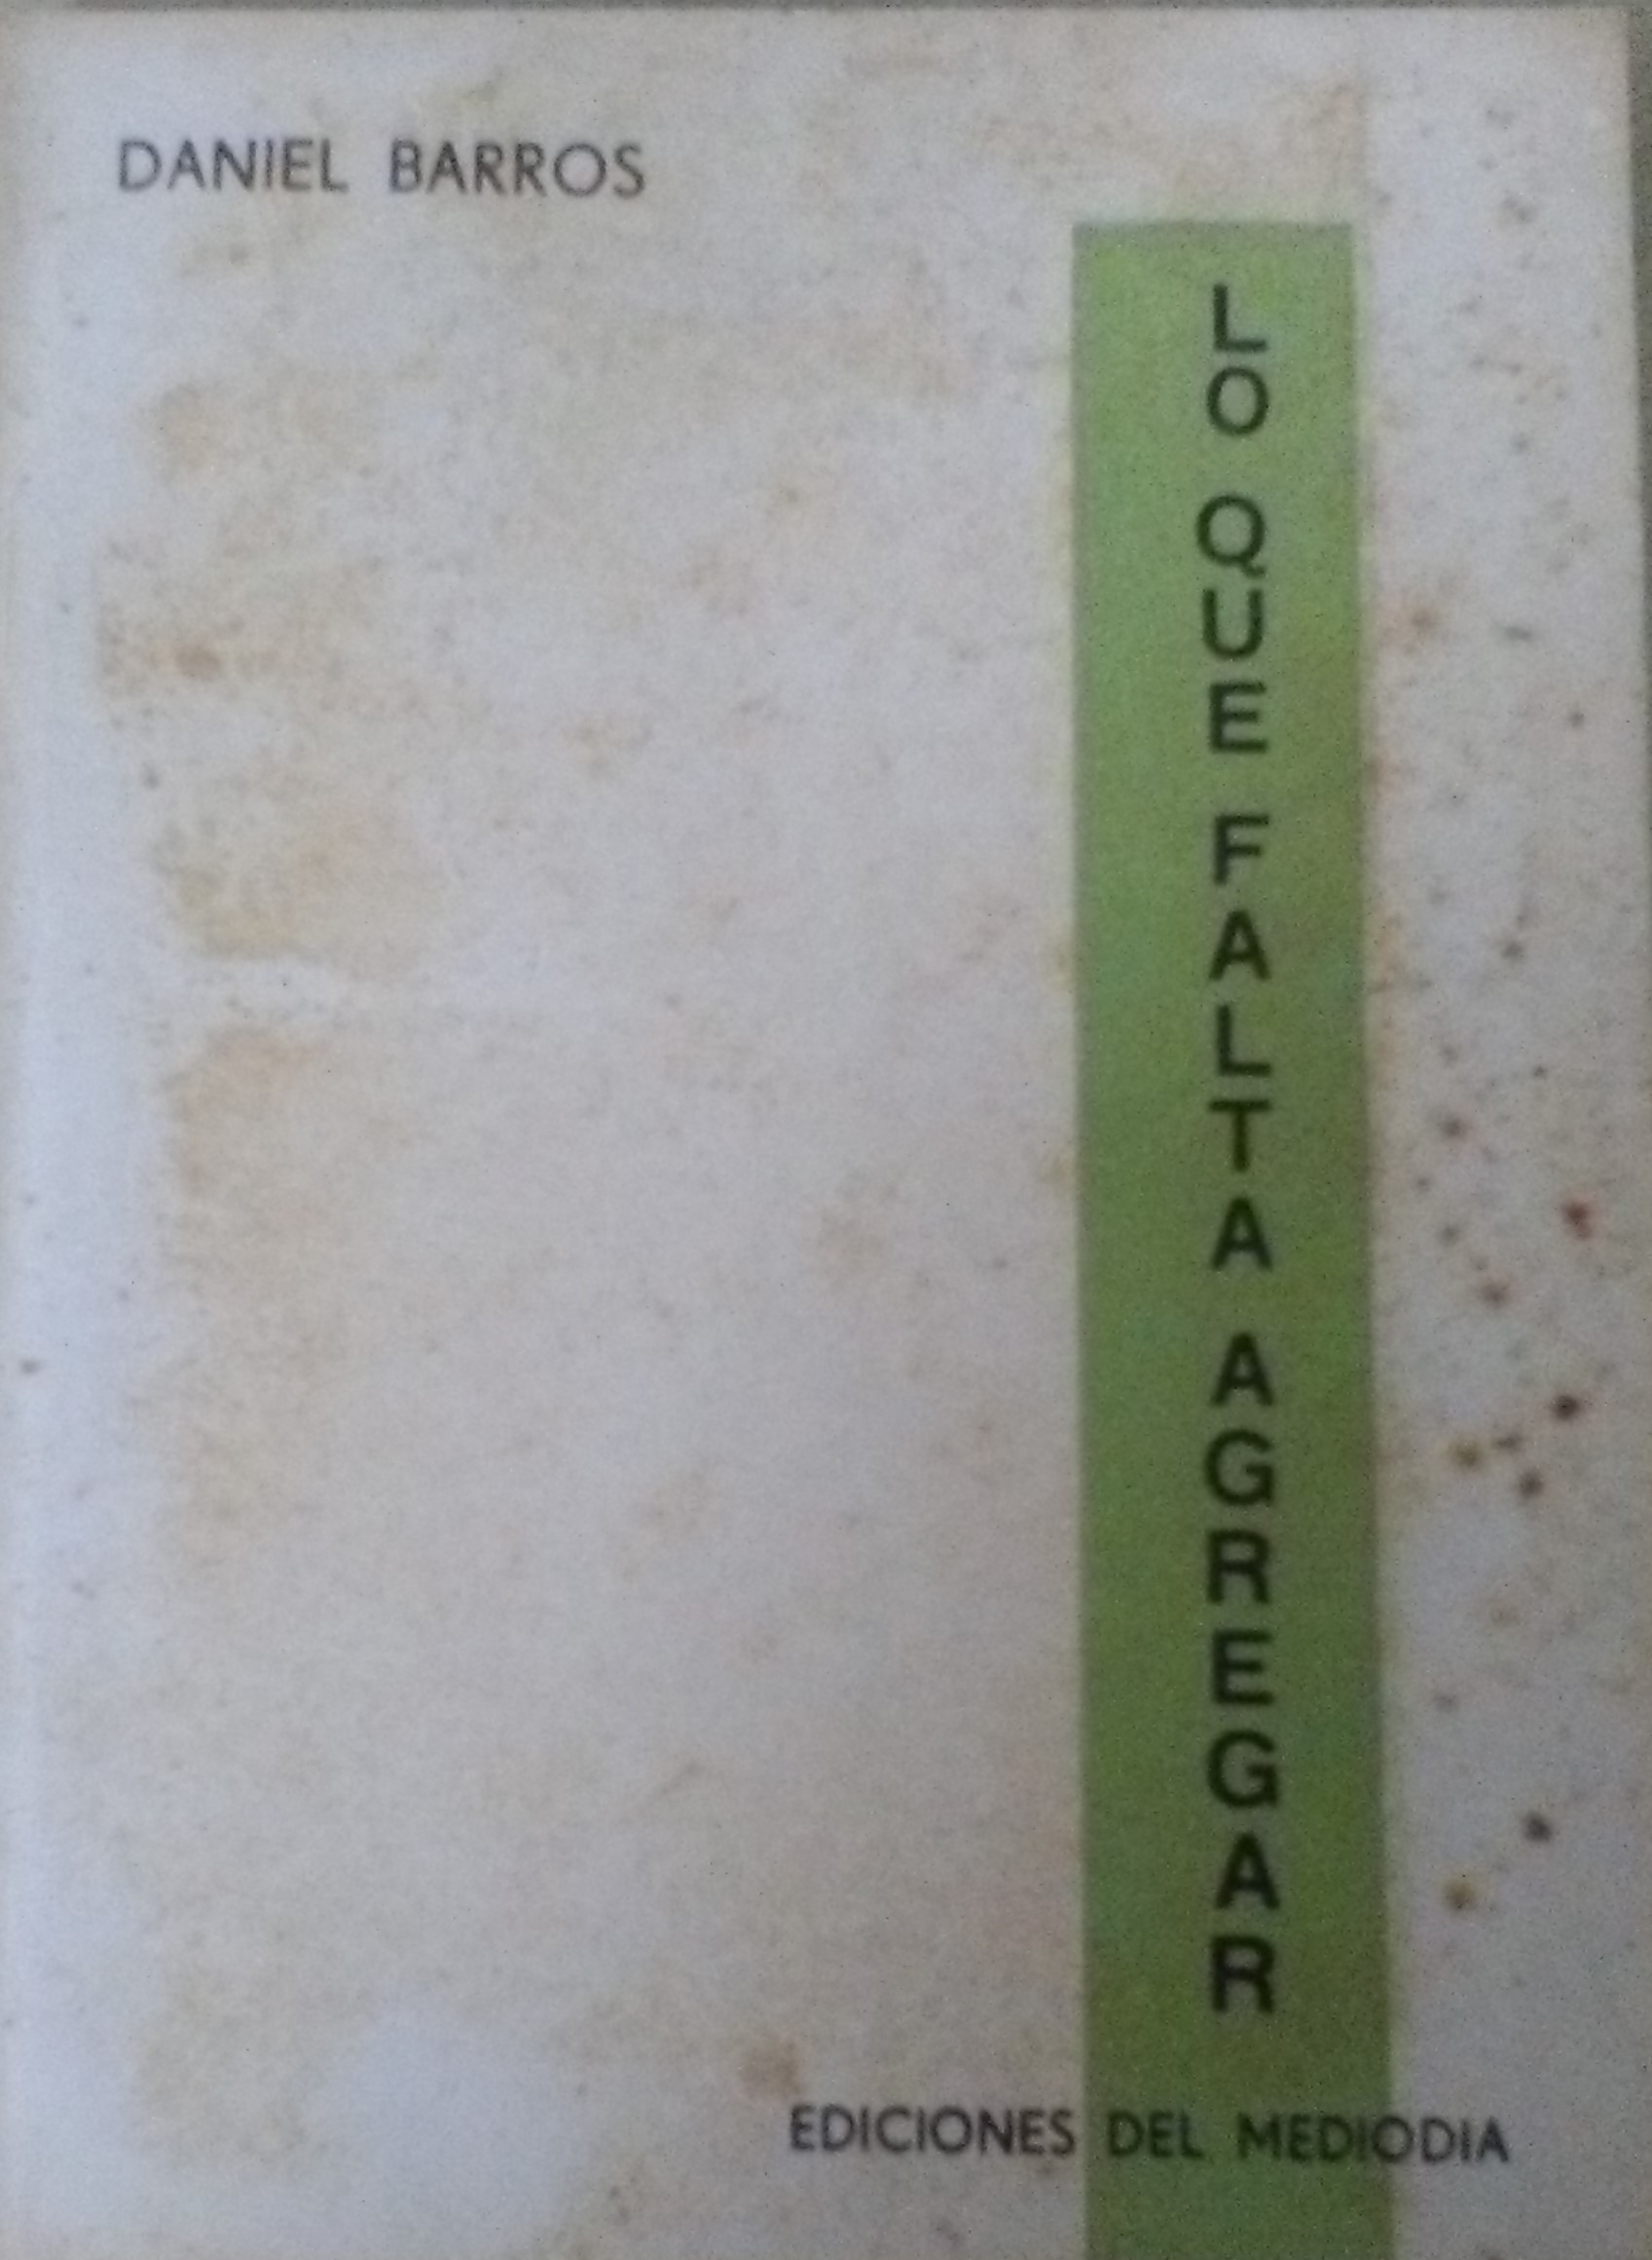 DANIEL BARROS
LO QUE FALTA AGREGAR
EDICIONES DEL MEDIODIA